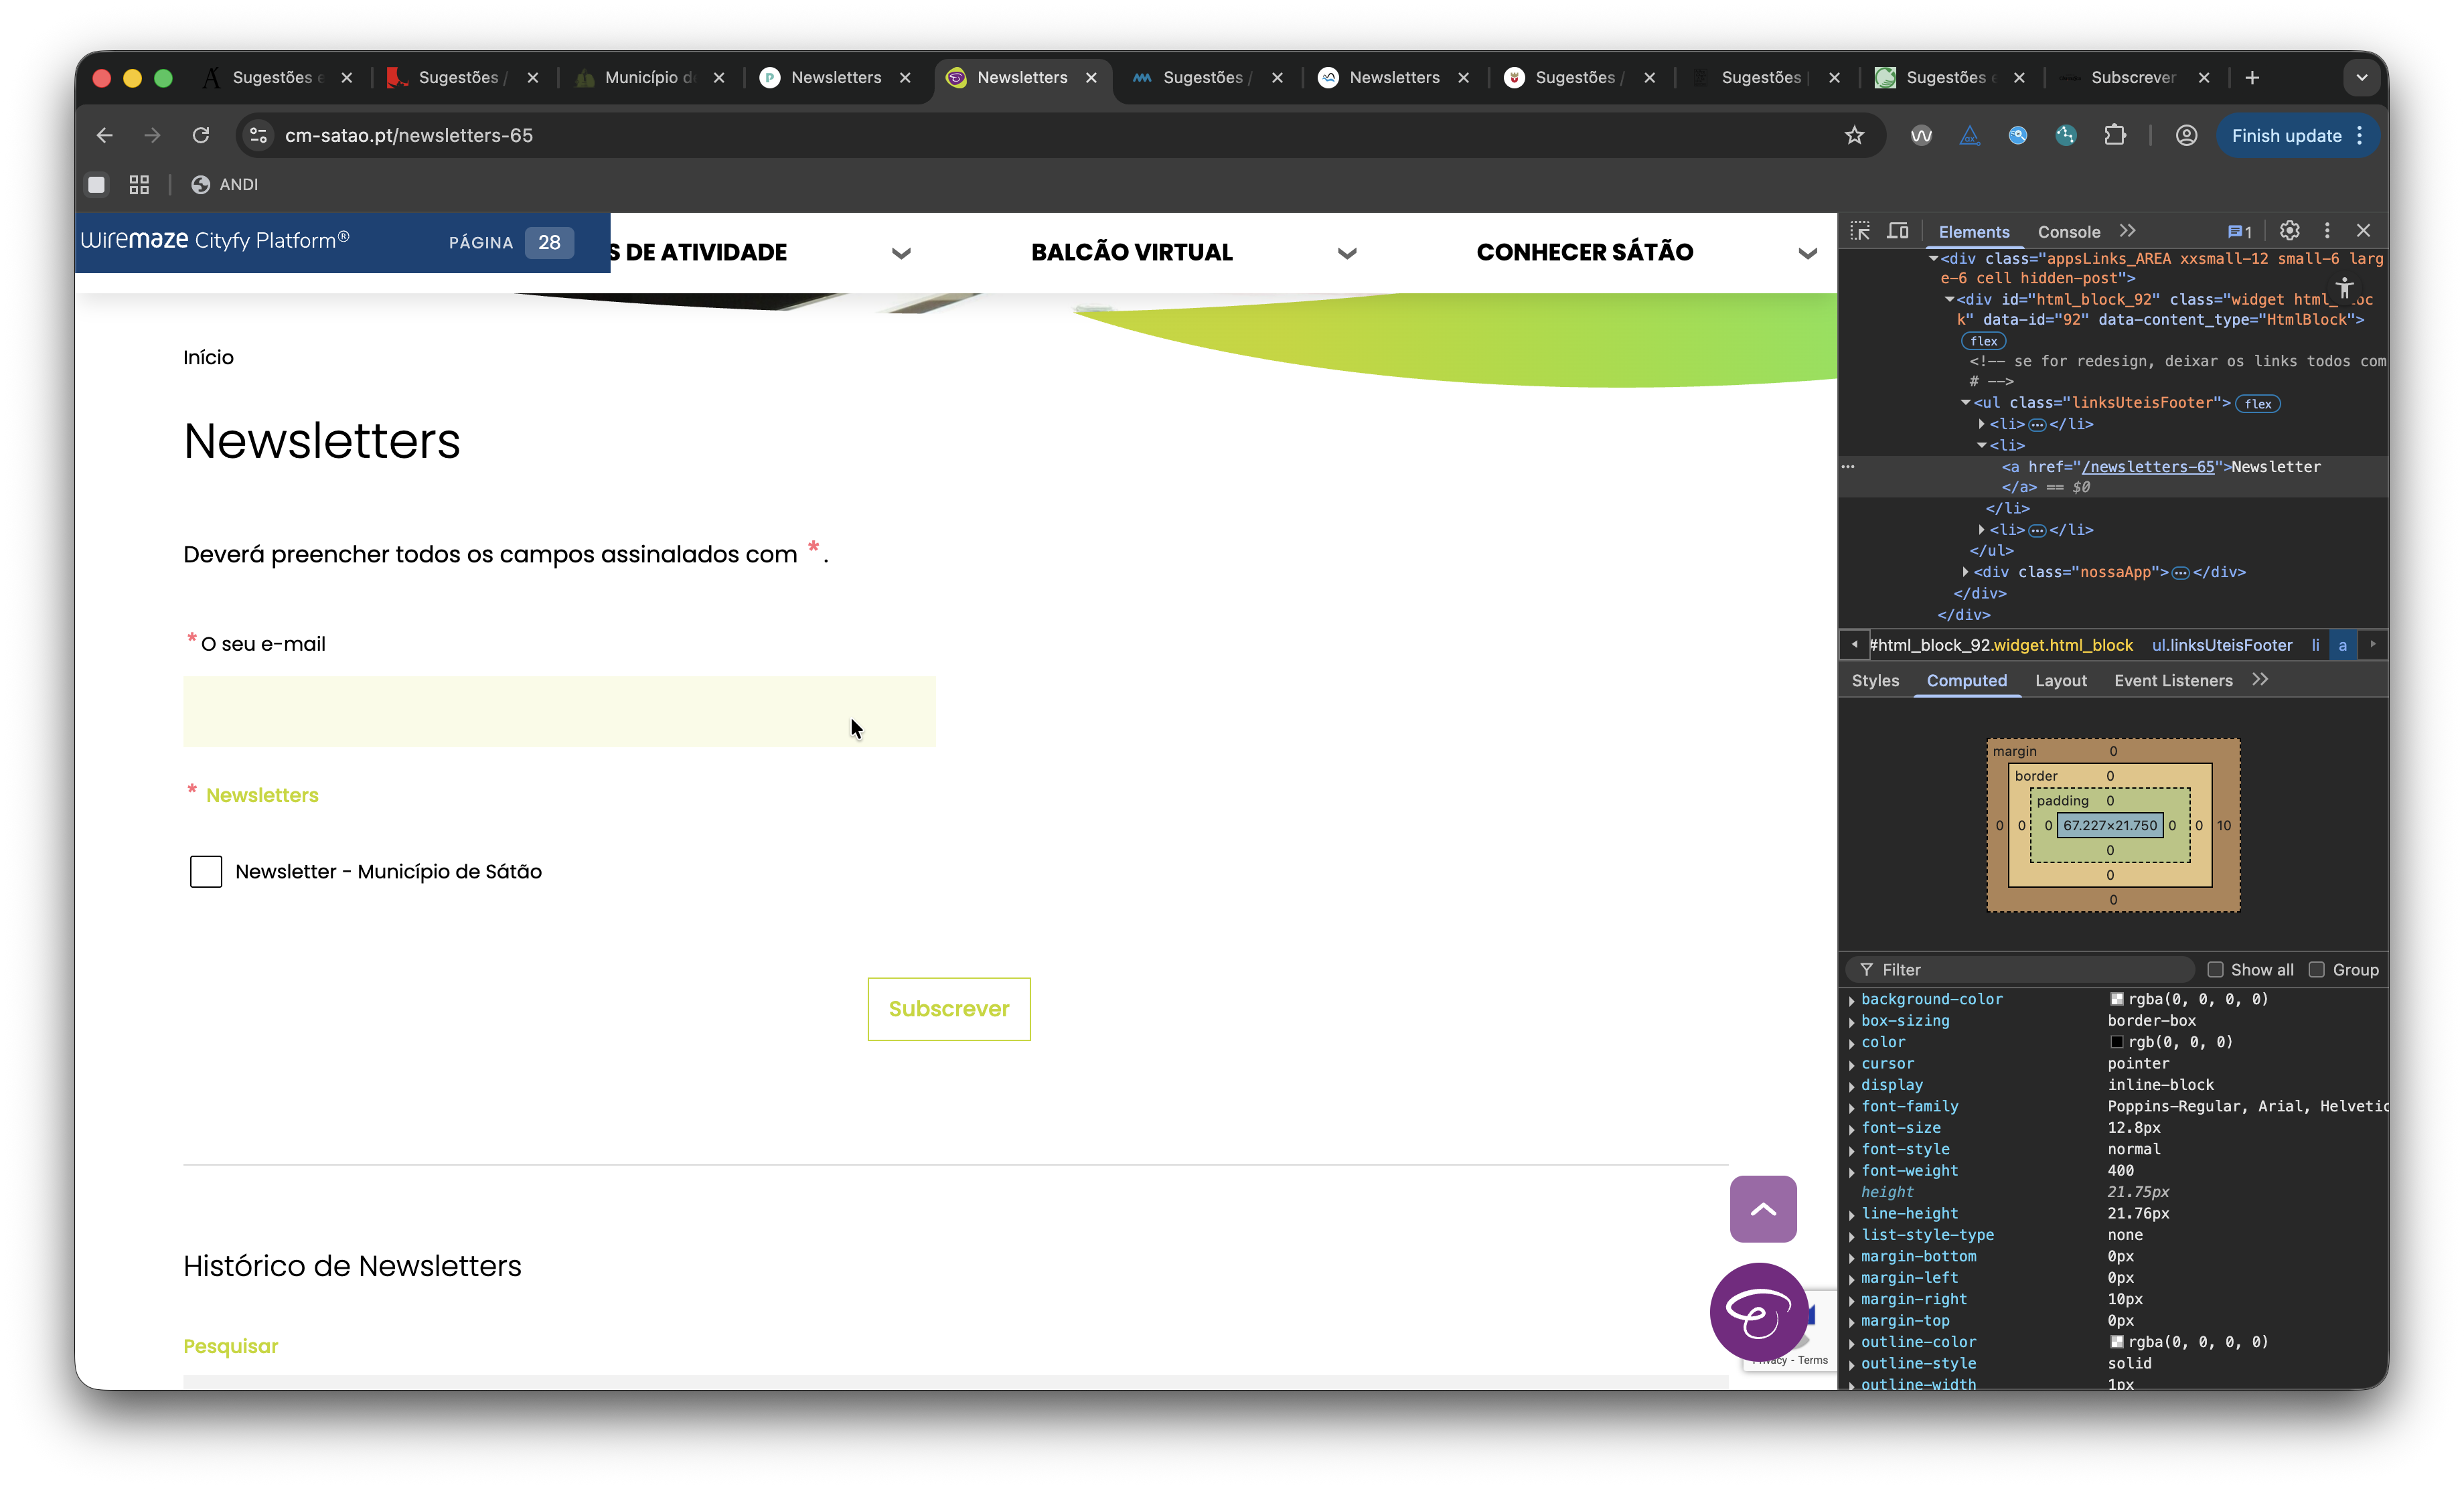 Sugestões e
Sugestões /
Município d
Newsletters
Newsletters
Sugestões /
Newsletters
Sugestões /
Sugestões |
Sugestões e
Subscrever
cm-satao.pt/newsletters-65
Finish update
ANDI
wiremaze Cityfy Platform®
PÁGINA 28
S DE ATIVIDADE
BALCÃO VIRTUAL
CONHECER SÁTÃO
Início
Newsletters
Deverá preencher todos os campos assinalados com *.
* O seu e-mail
* Newsletters
Newsletter - Município de Sátão
Subscrever
Histórico de Newsletters
Pesquisar
Privacy - Terms
Elements
Console
1
<div class="appsLinks_AREA xxsmall-12 small-6 larg
e-6 cell hidden-post">
<div id="html_block_92" class="widget html_bloc
k" data-id="92" data-content_type="HtmlBlock">
flex
<!-- se for redesign, deixar os links todos com
# -->
<ul class="linksUteisFooter"> flex
<li>…</li>
<li>
<a href="/newsletters-65">Newsletter
</a> == $0
</li>
<li>…</li>
</ul>
<div class="nossaApp">…</div>
</div>
</div>
#html_block_92.widget.html_block ul.linksUteisFooter li a
Styles Computed Layout Event Listeners
margin 0
border 0
padding 0
0 0 0 67.227×21.750 0 0 10
0
0
0
Filter
Show all
Group
background-color rgba(0, 0, 0, 0)
box-sizing border-box
color rgb(0, 0, 0)
cursor pointer
display inline-block
font-family Poppins-Regular, Arial, Helvetic
font-size 12.8px
font-style normal
font-weight 400
height 21.75px
line-height 21.76px
list-style-type none
margin-bottom 0px
margin-left 0px
margin-right 10px
margin-top 0px
outline-color rgba(0, 0, 0, 0)
outline-style solid
outline-width 1px